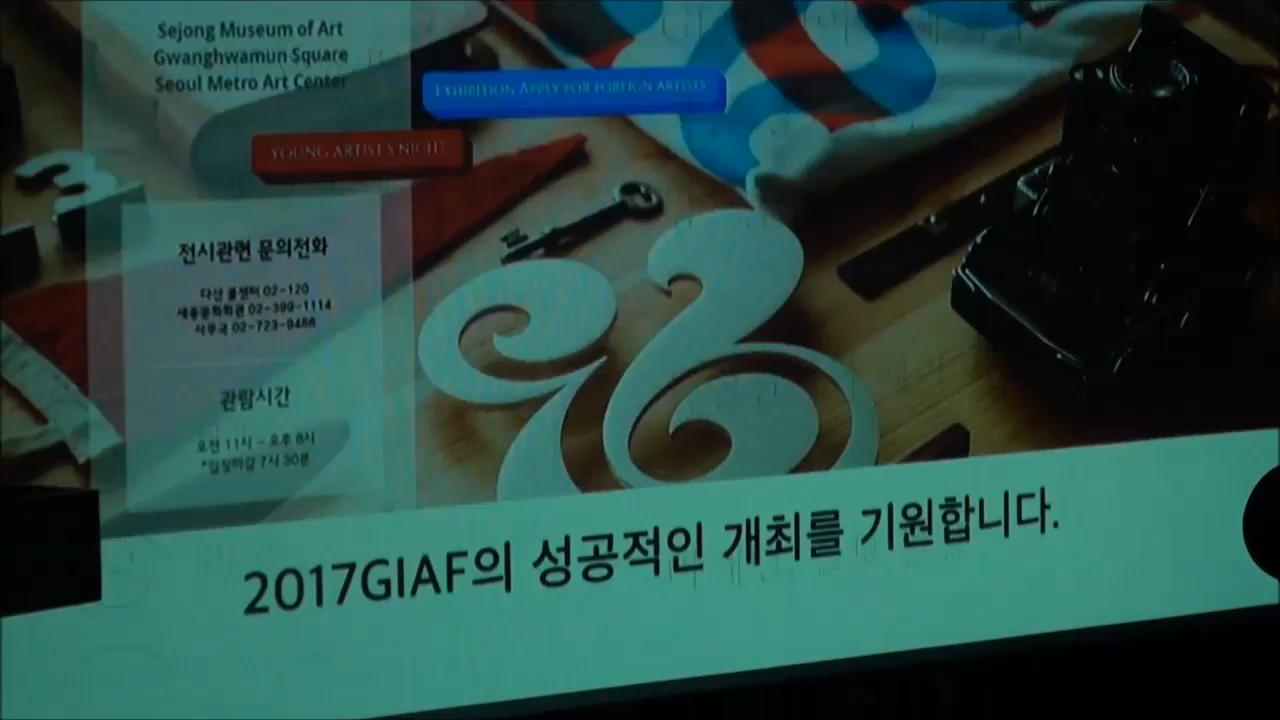 Sejong Museum of Art
Gwanghwamun Square
Seoul Metro Art Center
EXHIBITION APPLY FOR FOREIGN ARTISTS
YOUNG ARTIST'S NIGHT
3
전시관련 문의전화
다산 콜센터 02-120
세종문화회관 02-399-1114
사무국 02-723-9486
관람시간
오전 11시 ~ 오후 8시
*입장마감 7시 30분
2017GIAF의 성공적인 개최를 기원합니다.